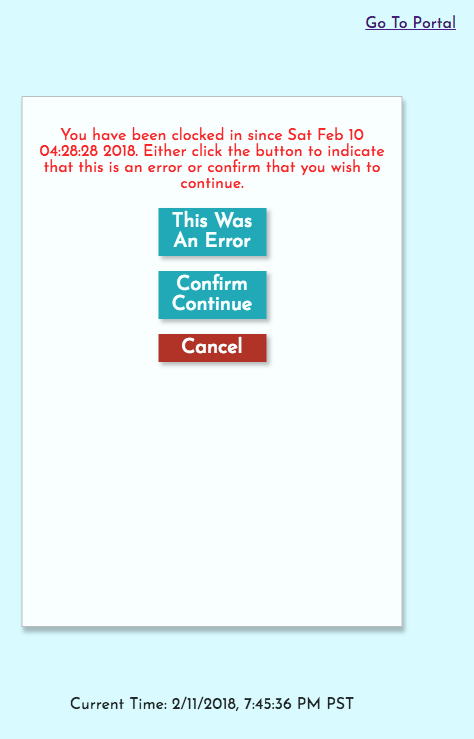 Go To Portal
You have been clocked in since Sat Feb 10
04:28:28 2018. Either click the button to indicate
that this is an error or confirm that you wish to
continue.
This Was
An Error
Confirm
Continue
Cancel
Current Time: 2/11/2018, 7:45:36 PM PST